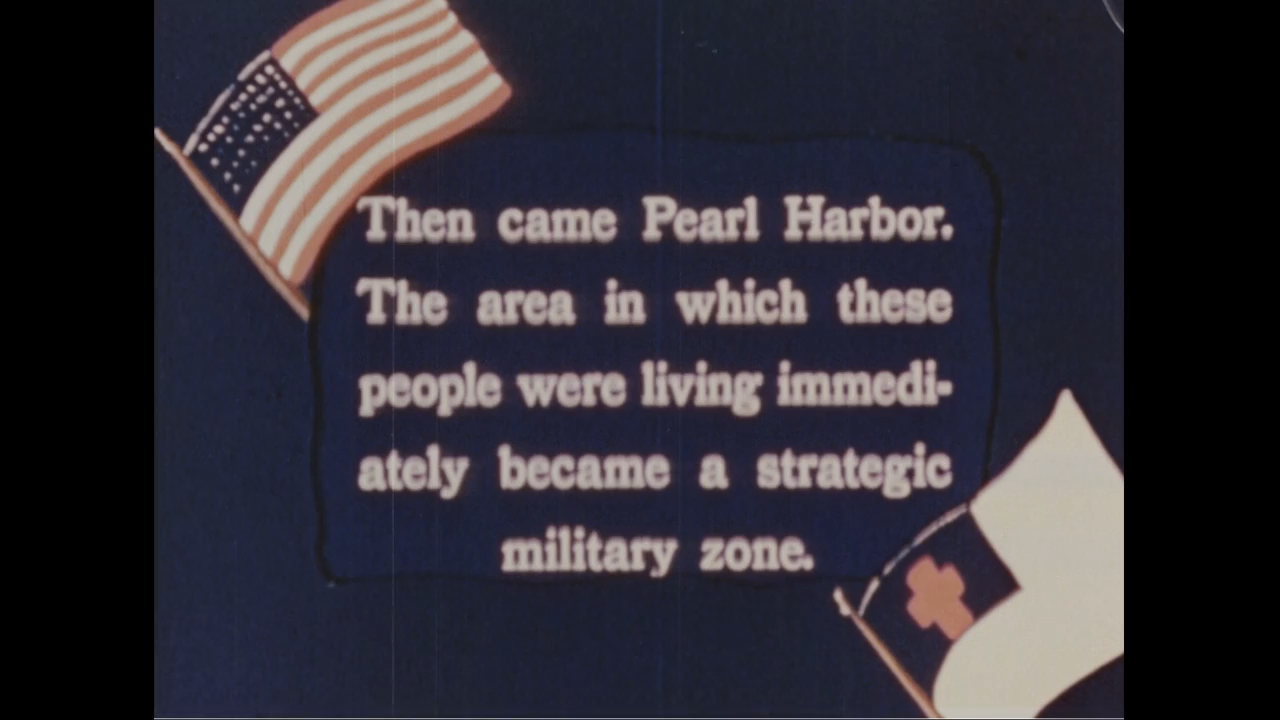 Then came Pearl Harbor.
The area in which these
people were living immedi-
ately became a strategic
military zone.